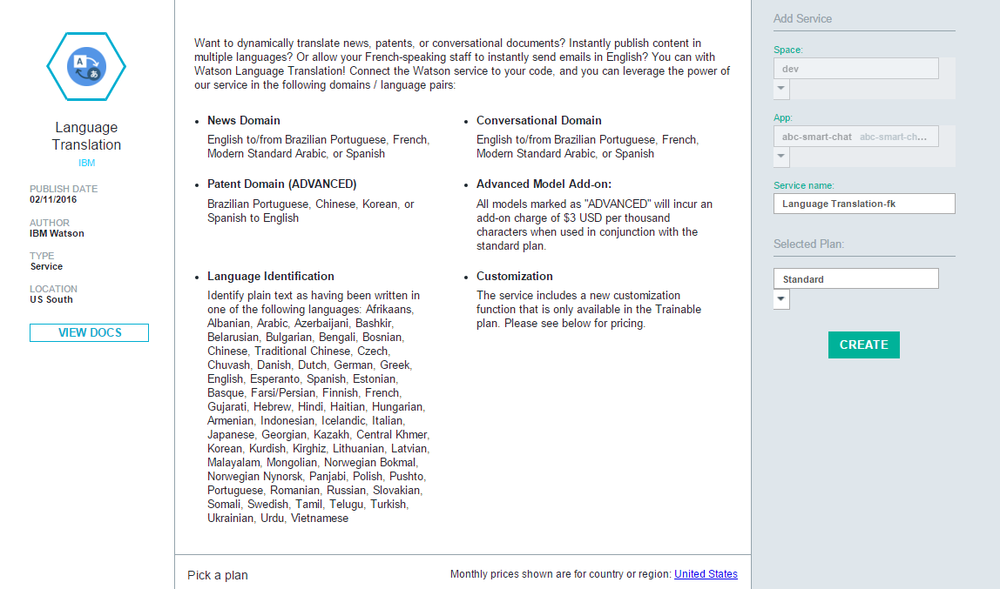 A
あ
Language
Translation
IBM
PUBLISH DATE
02/11/2016
AUTHOR
IBM Watson
TYPE
Service
LOCATION
US South
VIEW DOCS
Want to dynamically translate news, patents, or conversational documents? Instantly publish content in
multiple languages? Or allow your French-speaking staff to instantly send emails in English? You can with
Watson Language Translation! Connect the Watson service to your code, and you can leverage the power of
our service in the following domains / language pairs:
• News Domain
English to/from Brazilian Portuguese, French,
Modern Standard Arabic, or Spanish
• Conversational Domain
English to/from Brazilian Portuguese, French,
Modern Standard Arabic, or Spanish
• Patent Domain (ADVANCED)
Brazilian Portuguese, Chinese, Korean, or
Spanish to English
• Advanced Model Add-on:
All models marked as "ADVANCED" will incur an
add-on charge of $3 USD per thousand
characters when used in conjunction with the
standard plan.
• Language Identification
Identify plain text as having been written in
one of the following languages: Afrikaans,
Albanian, Arabic, Azerbaijani, Bashkir,
Belarusian, Bulgarian, Bengali, Bosnian,
Chinese, Traditional Chinese, Czech,
Chuvash, Danish, Dutch, German, Greek,
English, Esperanto, Spanish, Estonian,
Basque, Farsi/Persian, Finnish, French,
Gujarati, Hebrew, Hindi, Haitian, Hungarian,
Armenian, Indonesian, Icelandic, Italian,
Japanese, Georgian, Kazakh, Central Khmer,
Korean, Kurdish, Kirghiz, Lithuanian, Latvian,
Malayalam, Mongolian, Norwegian Bokmal,
Norwegian Nynorsk, Panjabi, Polish, Pushto,
Portuguese, Romanian, Russian, Slovakian,
Somali, Swedish, Tamil, Telugu, Turkish,
Ukrainian, Urdu, Vietnamese
• Customization
The service includes a new customization
function that is only available in the Trainable
plan. Please see below for pricing.
Pick a plan
Monthly prices shown are for country or region: United States
Add Service
Space:
dev
App:
abc-smart-chat abc-smart-ch...
Service name:
Language Translation-fk
Selected Plan:
Standard
CREATE